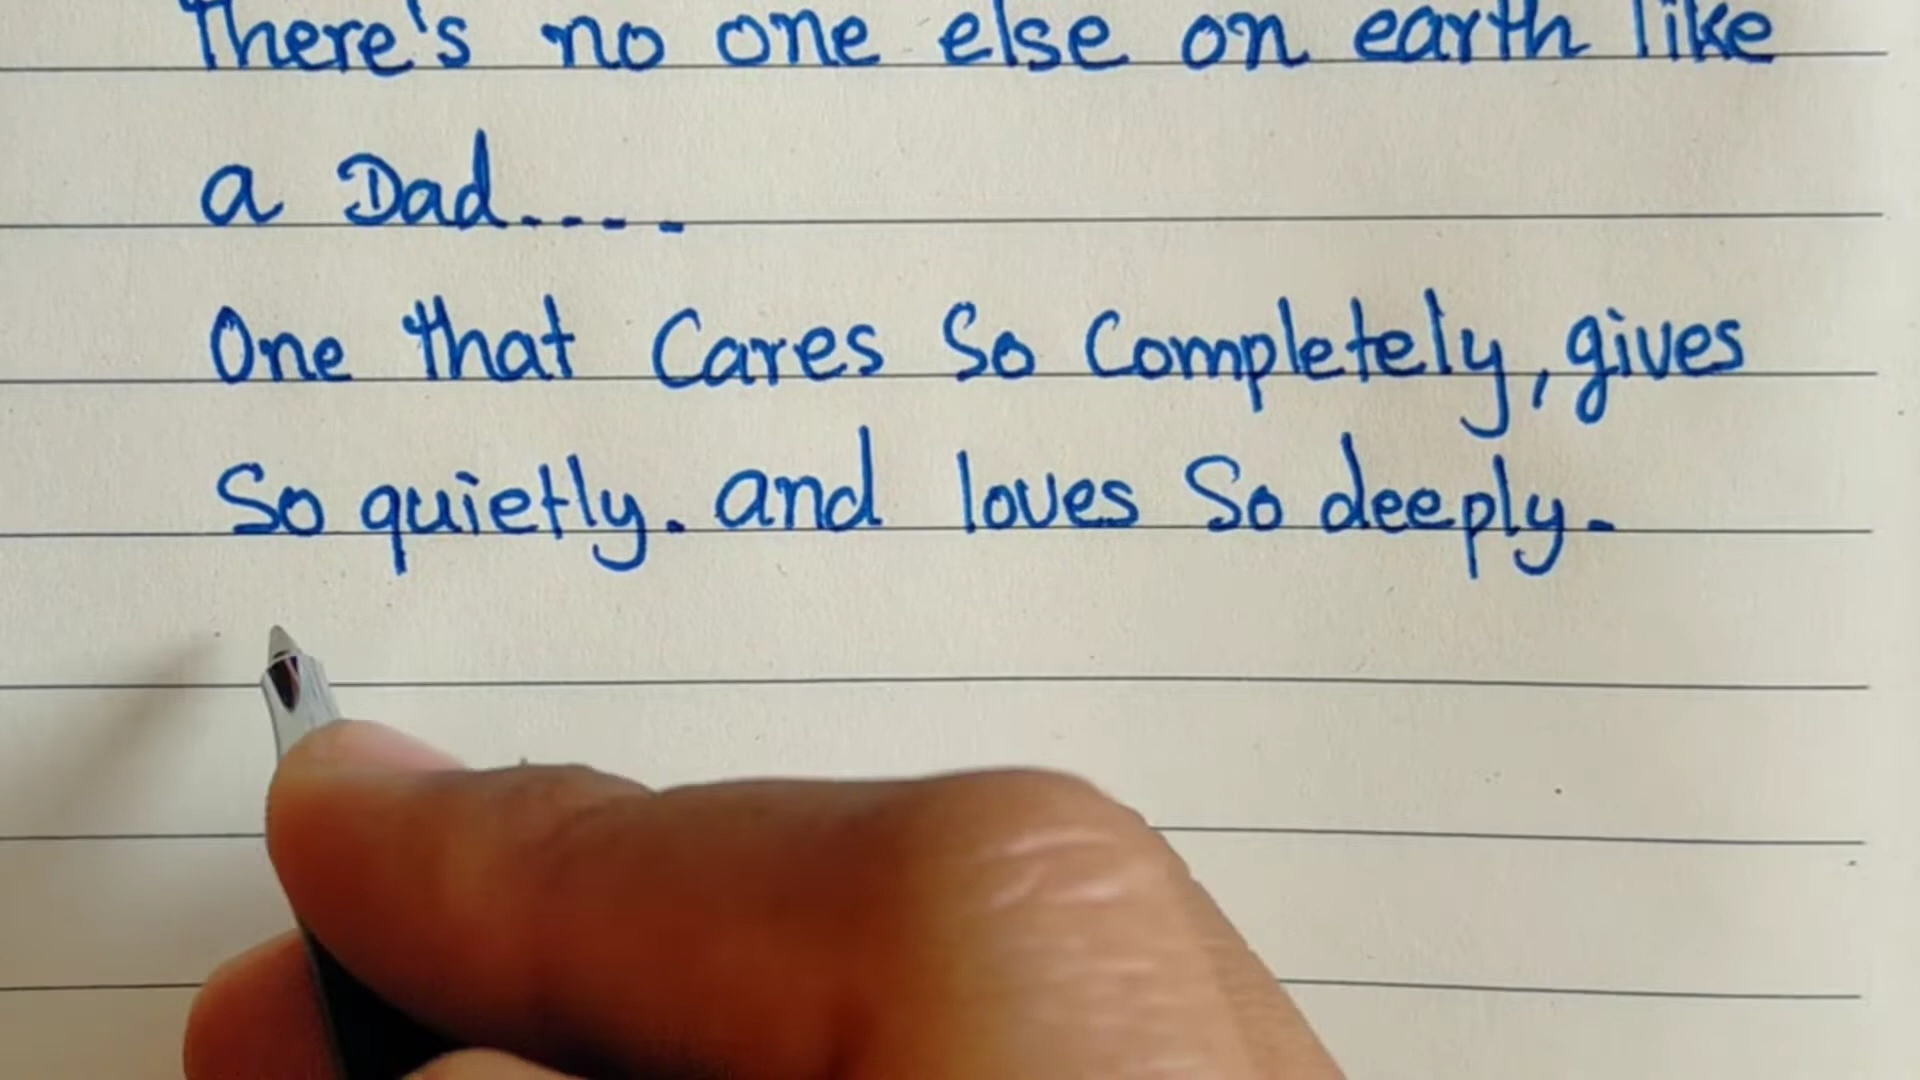 There's no one else on earth like
a Dad....
One that Cares So Completely, gives
So quietly. and loves So deeply.